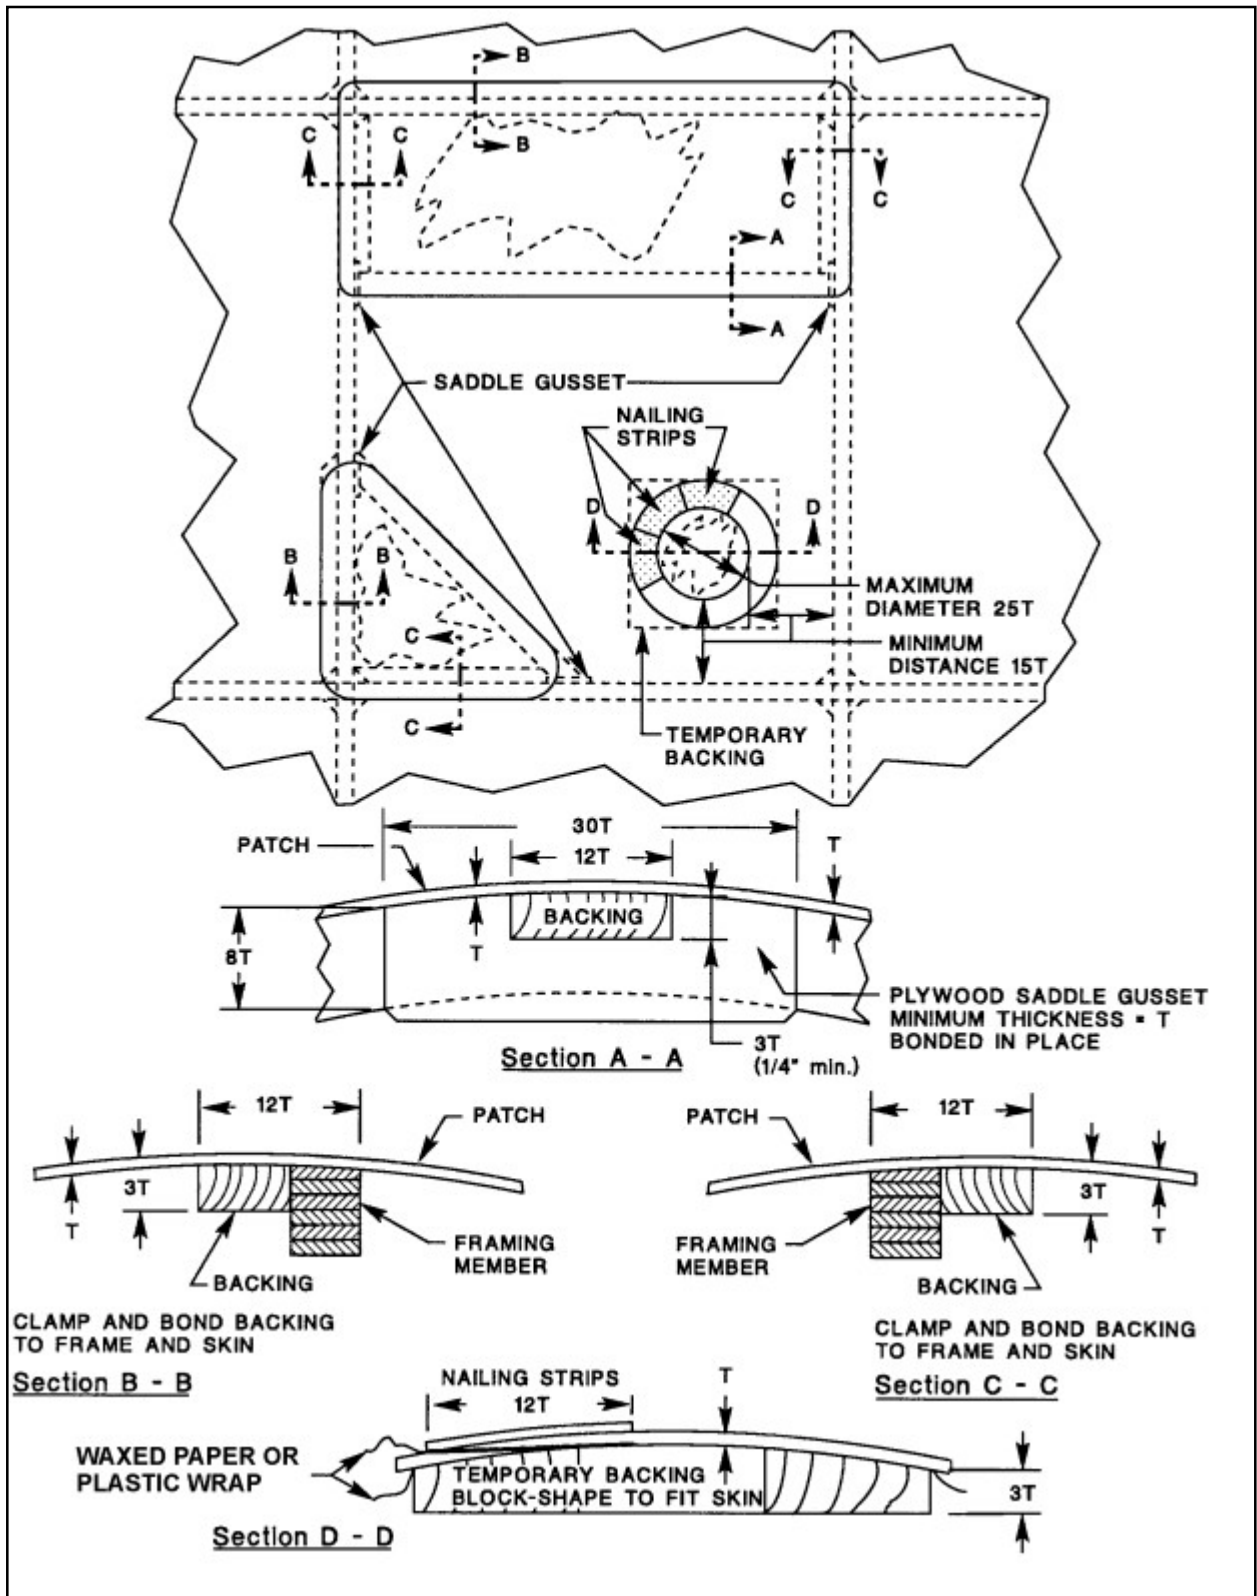 B
B
C
C
C
C
A
A
SADDLE GUSSET
NAILING
STRIPS
D
D
B
B
MAXIMUM
DIAMETER 25T
C
MINIMUM
DISTANCE 15T
C
TEMPORARY
BACKING
30T
PATCH
12T
T
BACKING
T
8T
PLYWOOD SADDLE GUSSET
MINIMUM THICKNESS = T
BONDED IN PLACE
3T
(1/4" min.)
Section A - A
12T
PATCH
3T
T
FRAMING
MEMBER
BACKING
CLAMP AND BOND BACKING
TO FRAME AND SKIN
Section B - B
PATCH
12T
3T
T
FRAMING
MEMBER
BACKING
CLAMP AND BOND BACKING
TO FRAME AND SKIN
Section C - C
NAILING STRIPS
12T
T
WAXED PAPER OR
PLASTIC WRAP
TEMPORARY BACKING
BLOCK-SHAPE TO FIT SKIN
3T
Section D - D